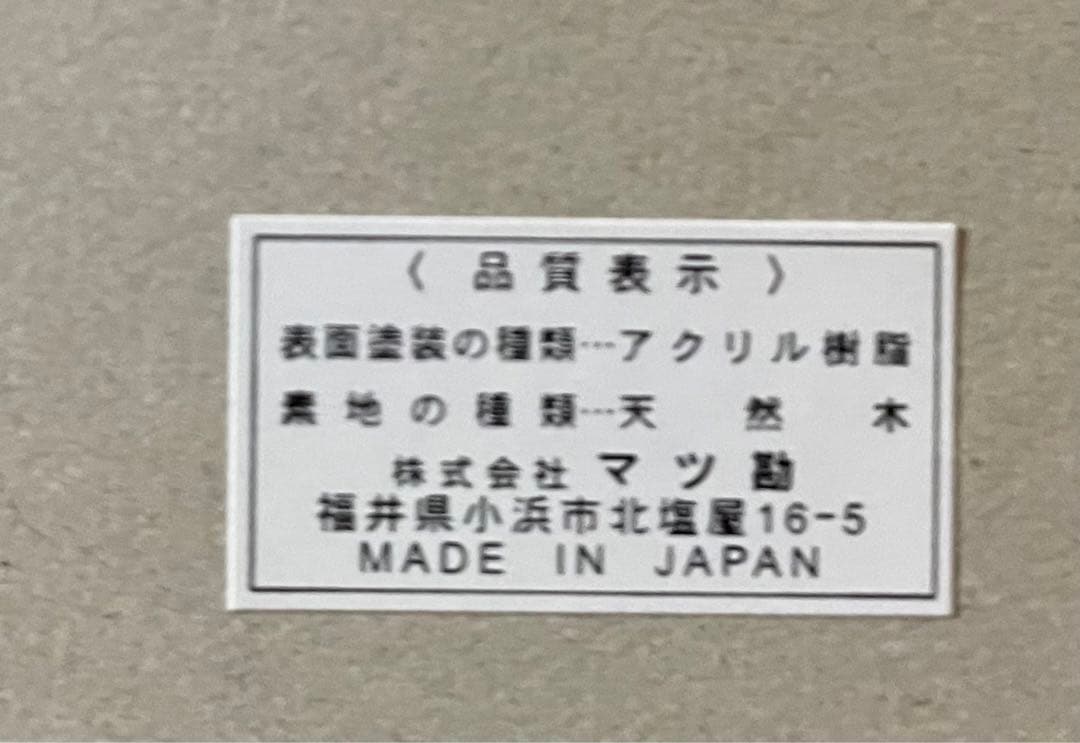 〈 品質表示 〉
表面塗装の種類…アクリル樹脂
素地の種類…天然木
株式会社 マツ勘
福井県小浜市北塩屋16-5
MADE IN JAPAN